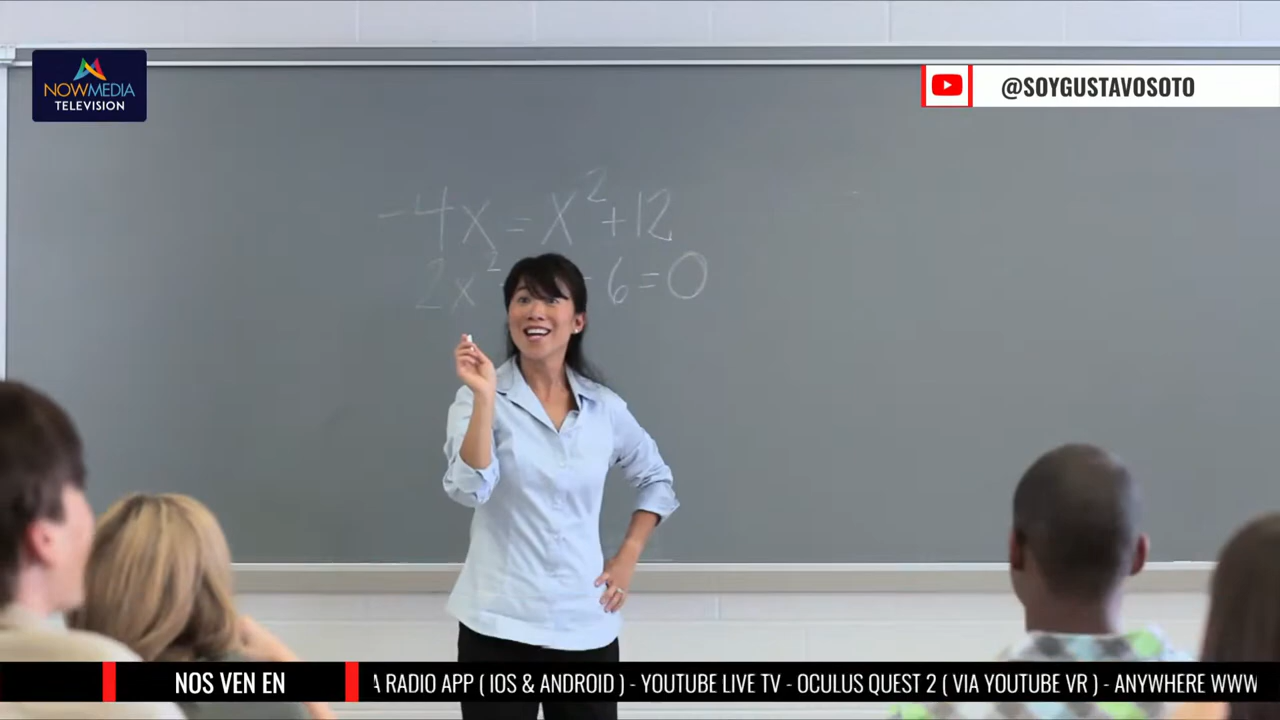 NOWMEDIA
TELEVISION
@SOYGUSTAVOSOTO
-4x = x²+12
2x² - 6=0
NOS VEN EN
A RADIO APP ( IOS & ANDROID ) - YOUTUBE LIVE TV - OCULUS QUEST 2 ( VIA YOUTUBE VR ) - ANYWHERE WWW